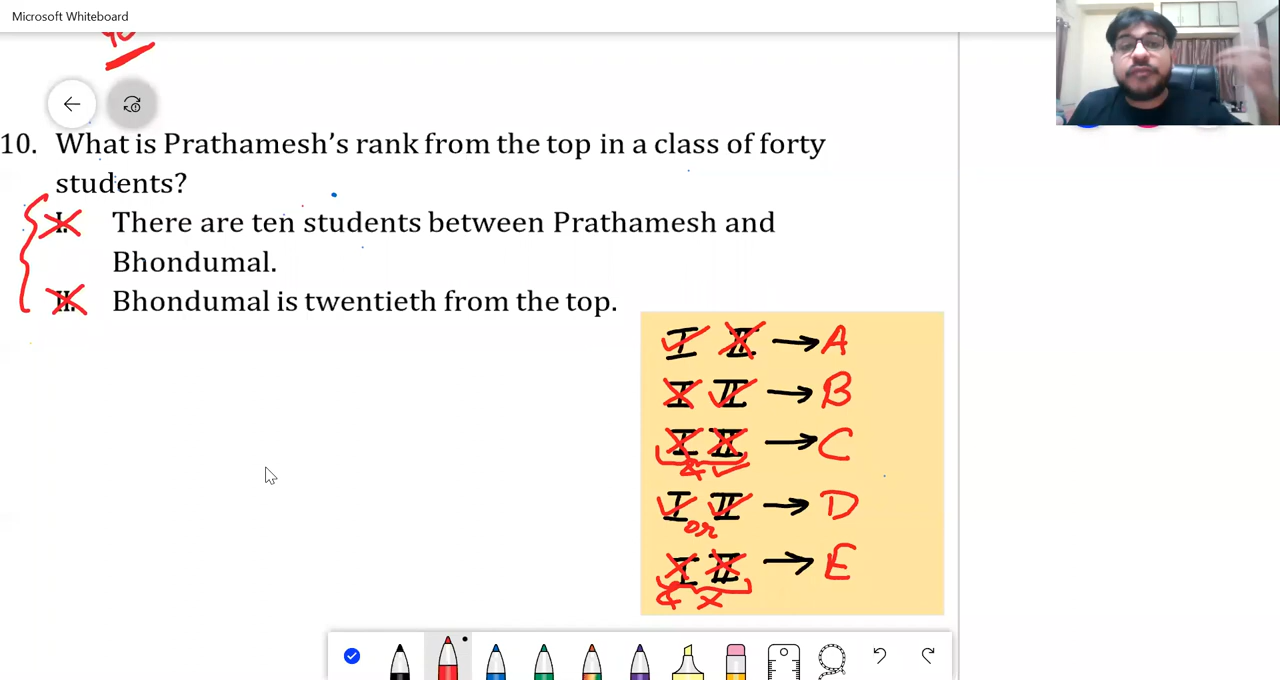 Microsoft Whiteboard
10. What is Prathamesh's rank from the top in a class of forty
students?
I. There are ten students between Prathamesh and
Bhondumal.
II. Bhondumal is twentieth from the top.
I II → A
I II → B
I II → C
&
I II → D
or
I II → E
&